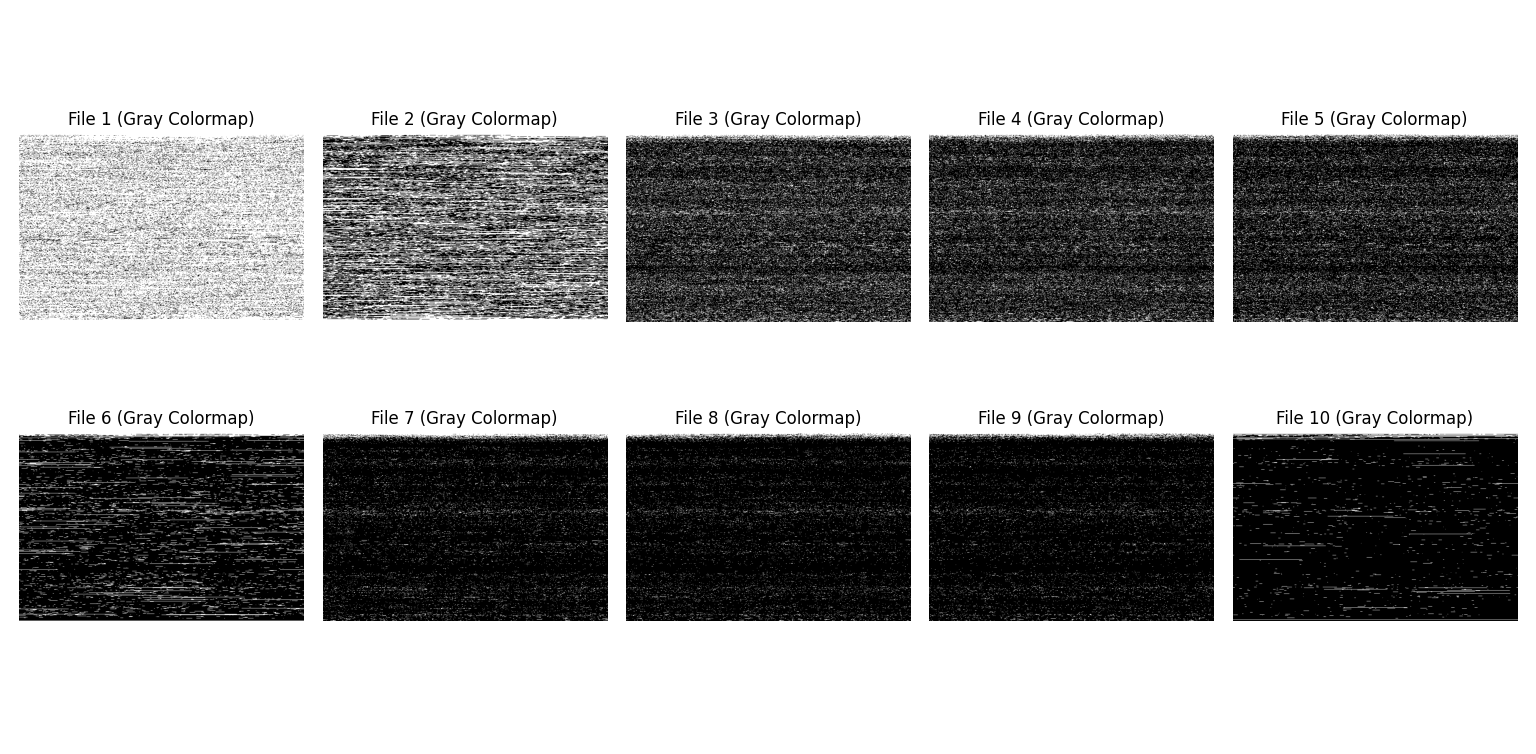 File 1 (Gray Colormap)
File 2 (Gray Colormap)
File 3 (Gray Colormap)
File 4 (Gray Colormap)
File 5 (Gray Colormap)
File 6 (Gray Colormap)
File 7 (Gray Colormap)
File 8 (Gray Colormap)
File 9 (Gray Colormap)
File 10 (Gray Colormap)